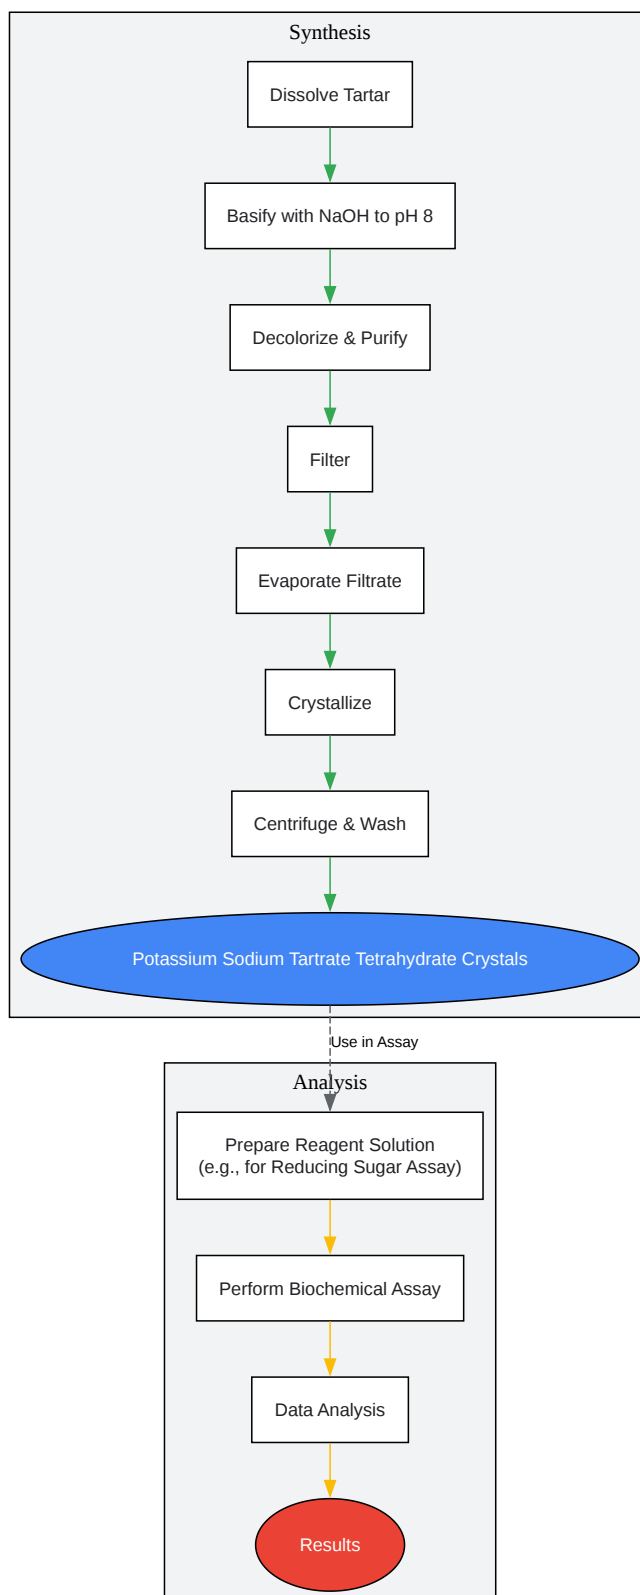 Synthesis
Dissolve Tartar
Basify with NaOH to pH 8
Decolorize & Purify
Filter
Evaporate Filtrate
Crystallize
Centrifuge & Wash
Potassium Sodium Tartrate Tetrahydrate Crystals
Use in Assay
Analysis
Prepare Reagent Solution
(e.g., for Reducing Sugar Assay)
Perform Biochemical Assay
Data Analysis
Results